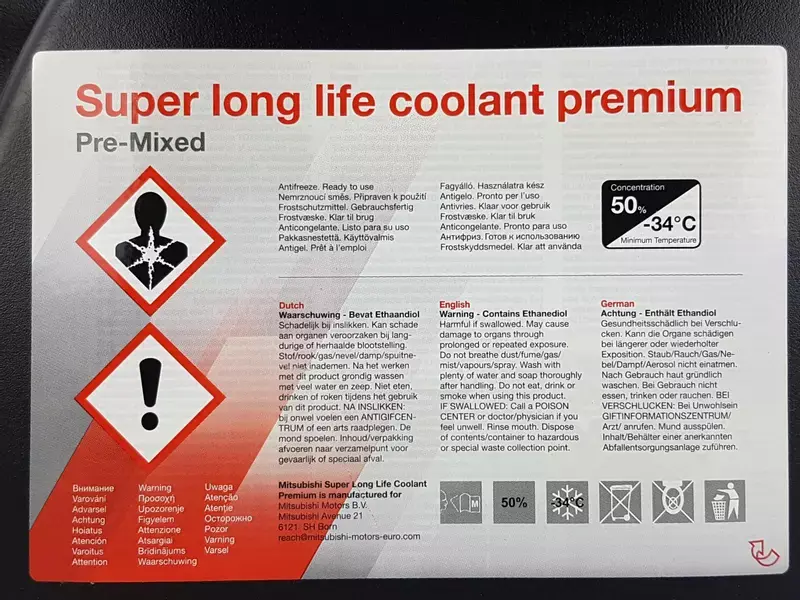 Super long life coolant premium
Pre-Mixed
Antifreeze. Ready to use
Nemrznoucí směs. Připraven k použití
Frostschutzmittel. Gebrauchsfertig
Frostvæske. Klar til brug
Anticongelante. Listo para su uso
Pakkasnestettä. Käyttövalmis
Antigel. Prêt à l'emploi
Fagyálló. Használatra kész
Antigelo. Pronto per l'uso
Antivries. Klaar voor gebruik
Frostvæske. Klar til bruk
Anticongelante. Pronto para uso
Антифриз. Готов к использованию
Frostskyddsmedel. Klar att använda
Concentration
50%
-34°C
Minimum Temperature
Dutch
Waarschuwing - Bevat Ethaandiol
Schadelijk bij inslikken. Kan schade
aan organen veroorzaken bij lang-
durige of herhaalde blootstelling.
Stof/rook/gas/nevel/damp/spuitne-
vel niet inademen. Na het werken
met dit product grondig wassen
met veel water en zeep. Niet eten,
drinken of roken tijdens het gebruik
van dit product. NA INSLIKKEN:
bij onwel voelen een ANTIGIFCEN-
TRUM of een arts raadplegen. De
mond spoelen. Inhoud/verpakking
afvoeren naar verzamelpunt voor
gevaarlijk of speciaal afval.
English
Warning - Contains Ethanediol
Harmful if swallowed. May cause
damage to organs through
prolonged or repeated exposure.
Do not breathe dust/fume/gas/
mist/vapours/spray. Wash with
plenty of water and soap thoroughly
after handling. Do not eat, drink or
smoke when using this product.
IF SWALLOWED: Call a POISON
CENTER or doctor/physician if you
feel unwell. Rinse mouth. Dispose
of contents/container to hazardous
or special waste collection point.
German
Achtung - Enthält Ethandiol
Gesundheitsschädlich bei Verschlu-
cken. Kann die Organe schädigen
bei längerer oder wiederholter
Exposition. Staub/Rauch/Gas/Ne-
bel/Dampf/Aerosol nicht einatmen.
Nach Gebrauch haut gründlich
waschen. Bei Gebrauch nicht
essen, trinken oder rauchen. BEI
VERSCHLUCKEN: Bei Unwohlsein
GIFTINFORMATIONSZENTRUM/
Arzt/ anrufen. Mund ausspülen.
Inhalt/Behälter einer anerkannten
Abfallentsorgungsanlage zuführen.
Внимание
Varování
Advarsel
Achtung
Hoiatus
Atención
Varoitus
Attention
Warning
Προσοχή
Upozorenje
Figyelem
Attenzione
Atsargiai
Brīdinājums
Waarschuwing
Uwaga
Atenção
Atenție
Осторожно
Pozor
Varning
Varsel
Mitsubishi Super Long Life Coolant
Premium is manufactured for
Mitsubishi Motors B.V.
Mitsubishi Avenue 21
6121 SH Born
reach@mitsubishi-motors-euro.com
M
50%
-34°C